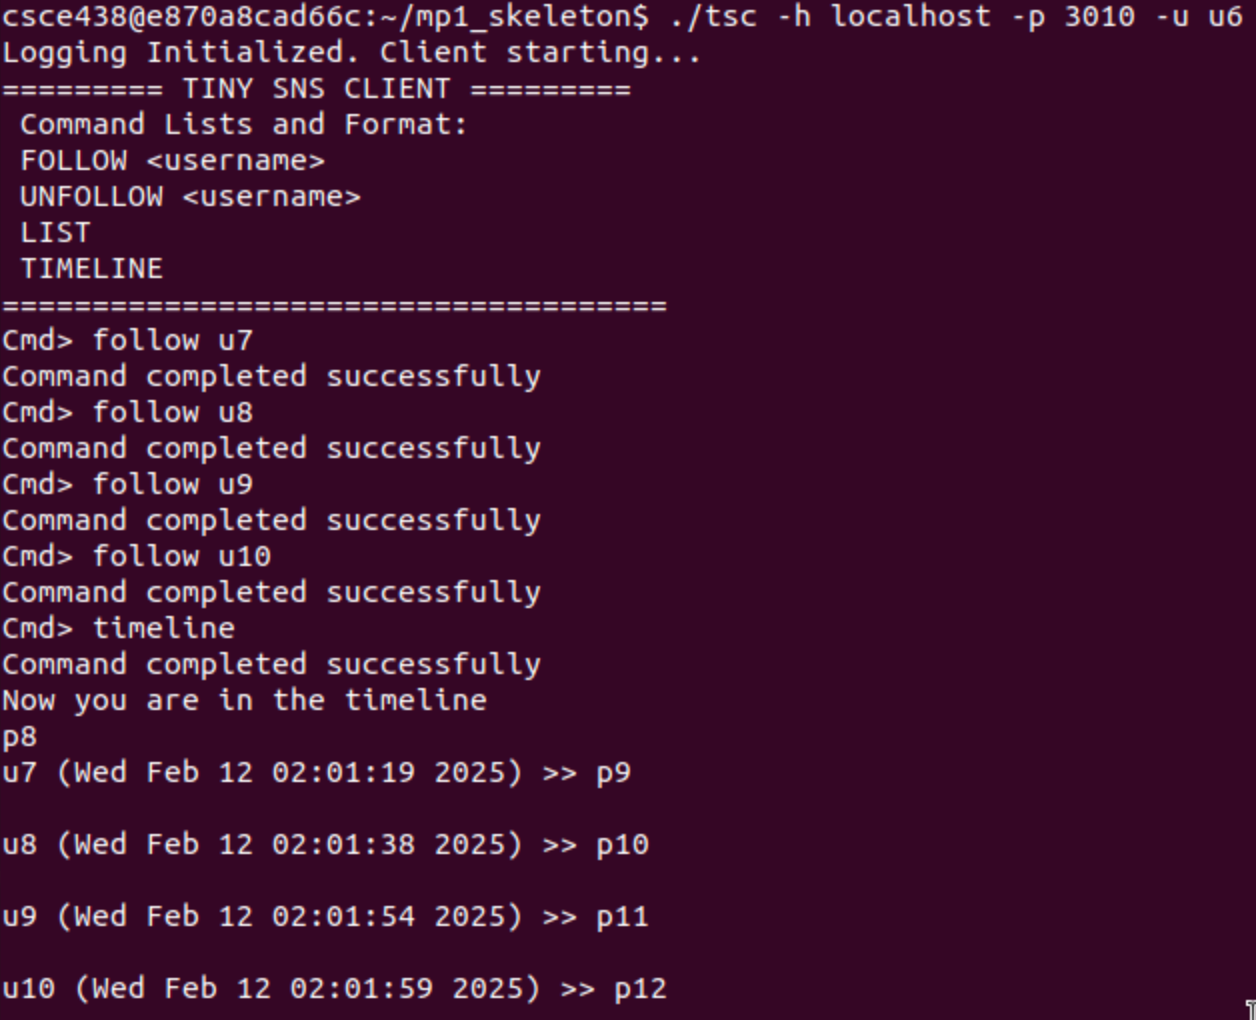 csce438@e870a8cad66c:~/mp1_skeleton$ ./tsc -h localhost -p 3010 -u u6
Logging Initialized. Client starting...
========= TINY SNS CLIENT =========
 Command Lists and Format:
 FOLLOW <username>
 UNFOLLOW <username>
 LIST
 TIMELINE
=====================================
Cmd> follow u7
Command completed successfully
Cmd> follow u8
Command completed successfully
Cmd> follow u9
Command completed successfully
Cmd> follow u10
Command completed successfully
Cmd> timeline
Command completed successfully
Now you are in the timeline
p8
u7 (Wed Feb 12 02:01:19 2025) >> p9
u8 (Wed Feb 12 02:01:38 2025) >> p10
u9 (Wed Feb 12 02:01:54 2025) >> p11
u10 (Wed Feb 12 02:01:59 2025) >> p12